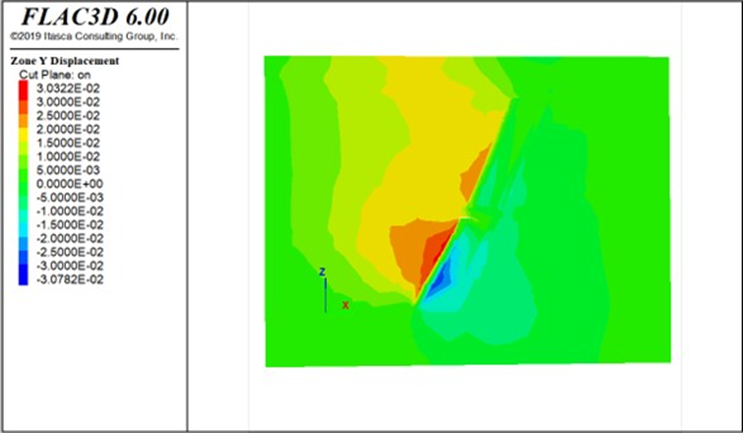 FLAC3D 6.00
©2019 Itasca Consulting Group, Inc.
Zone Y Displacement
Cut Plane: on
3.0322E-02
3.0000E-02
2.5000E-02
2.0000E-02
1.5000E-02
1.0000E-02
5.0000E-03
0.0000E+00
-5.0000E-03
-1.0000E-02
-1.5000E-02
-2.0000E-02
-2.5000E-02
-3.0000E-02
-3.0782E-02
Z
X